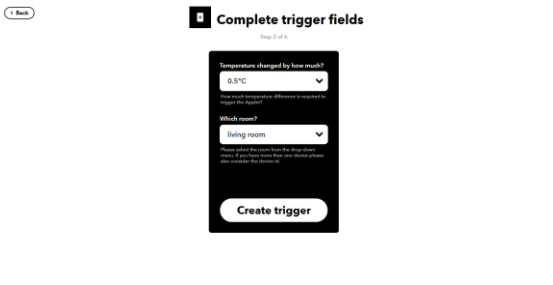 Back
Complete trigger fields
Step 2 of 6
Temperature changed by how much?
0.5°C
How much temperature difference is required to
trigger the Applet?
Which room?
living room
Please select the room from the drop-down
menu. If you have more than one device please
also consider the device id.
Create trigger